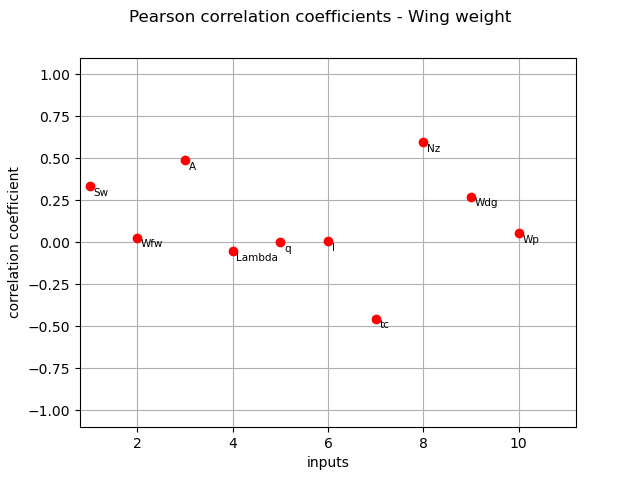 Pearson correlation coefficients - Wing weight
1.00
0.75
0.50
0.25
0.00
−0.25
−0.50
−0.75
−1.00
correlation coefficient
Sw
Wfw
A
Lambda
q
l
tc
Nz
Wdg
Wp
2 4 6 8 10
inputs